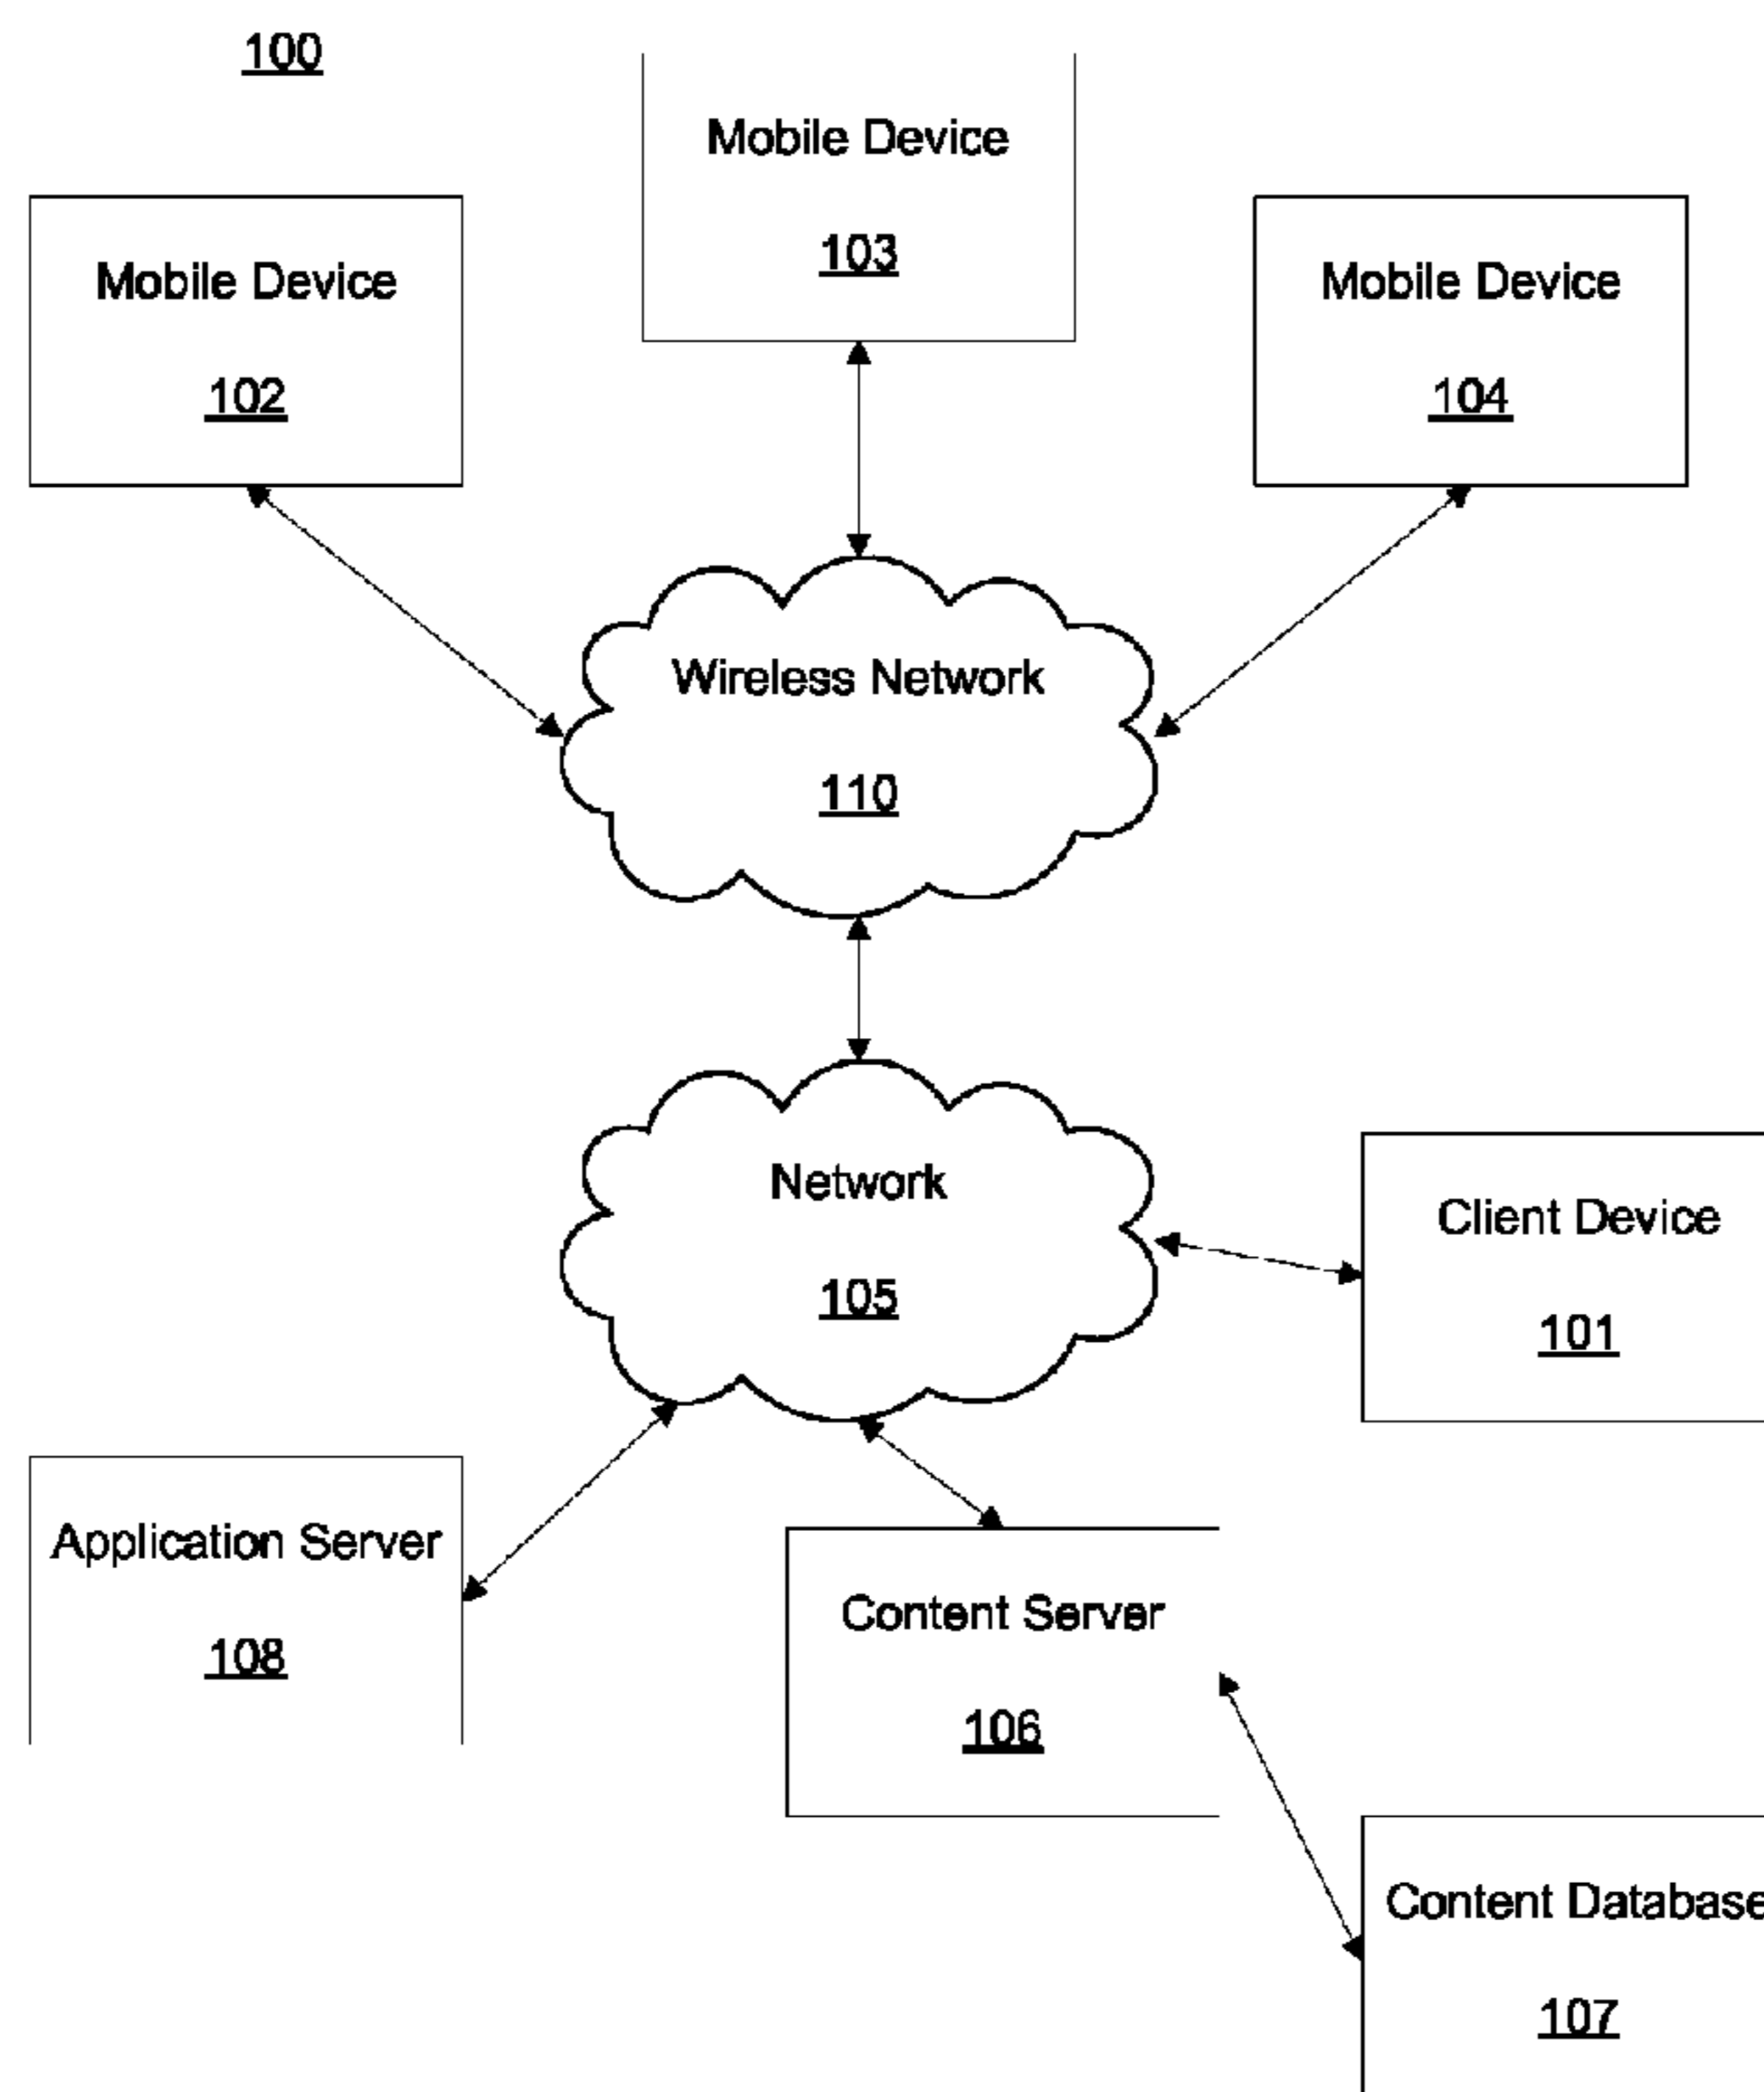 100
Mobile Device
103
Mobile Device
102
Mobile Device
104
Wireless Network
110
Network
105
Client Device
101
Application Server
108
Content Server
106
Content Database
107